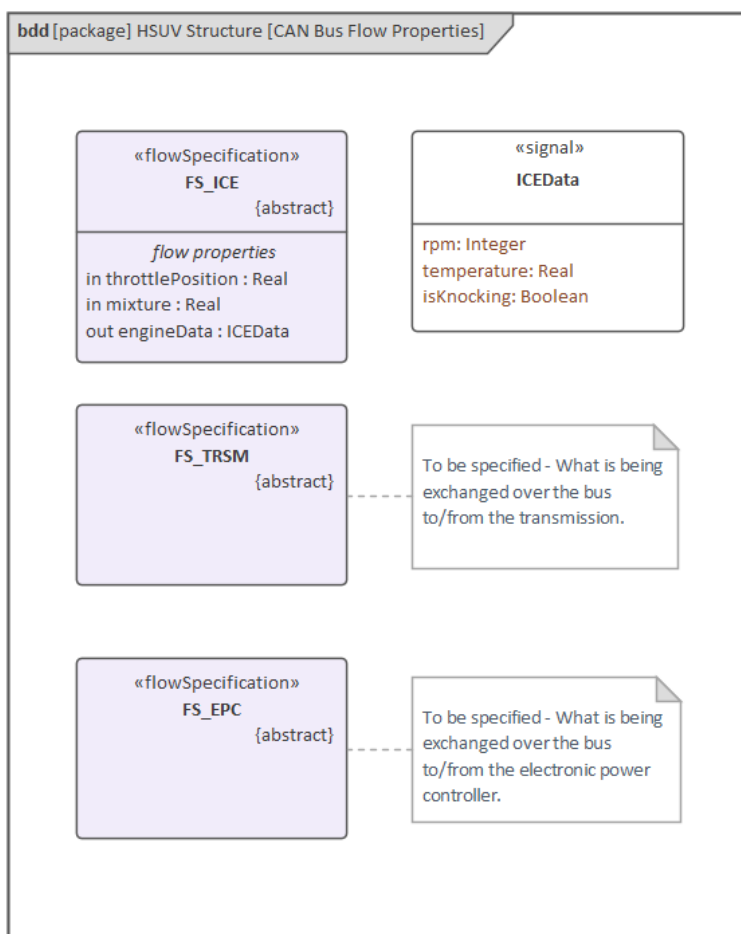 bdd [package] HSUV Structure [CAN Bus Flow Properties]
«flowSpecification»
FS_ICE
{abstract}
flow properties
in throttlePosition : Real
in mixture : Real
out engineData : ICEData
«signal»
ICEData
rpm: Integer
temperature: Real
isKnocking: Boolean
«flowSpecification»
FS_TRSM
{abstract}
To be specified - What is being
exchanged over the bus
to/from the transmission.
«flowSpecification»
FS_EPC
{abstract}
To be specified - What is being
exchanged over the bus
to/from the electronic power
controller.